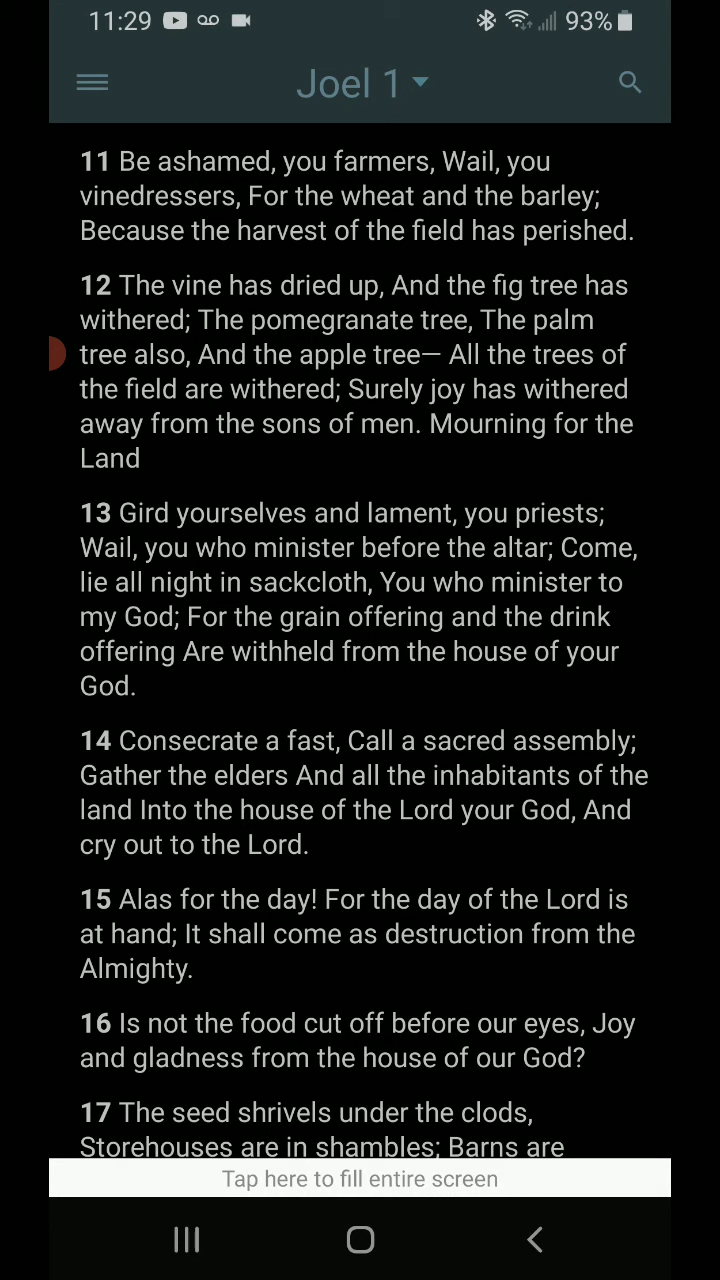 11:29 93%
Joel 1
11 Be ashamed, you farmers, Wail, you
vinedressers, For the wheat and the barley;
Because the harvest of the field has perished.
12 The vine has dried up, And the fig tree has
withered; The pomegranate tree, The palm
tree also, And the apple tree— All the trees of
the field are withered; Surely joy has withered
away from the sons of men. Mourning for the
Land
13 Gird yourselves and lament, you priests;
Wail, you who minister before the altar; Come,
lie all night in sackcloth, You who minister to
my God; For the grain offering and the drink
offering Are withheld from the house of your
God.
14 Consecrate a fast, Call a sacred assembly;
Gather the elders And all the inhabitants of the
land Into the house of the Lord your God, And
cry out to the Lord.
15 Alas for the day! For the day of the Lord is
at hand; It shall come as destruction from the
Almighty.
16 Is not the food cut off before our eyes, Joy
and gladness from the house of our God?
17 The seed shrivels under the clods,
Storehouses are in shambles; Barns are
Tap here to fill entire screen